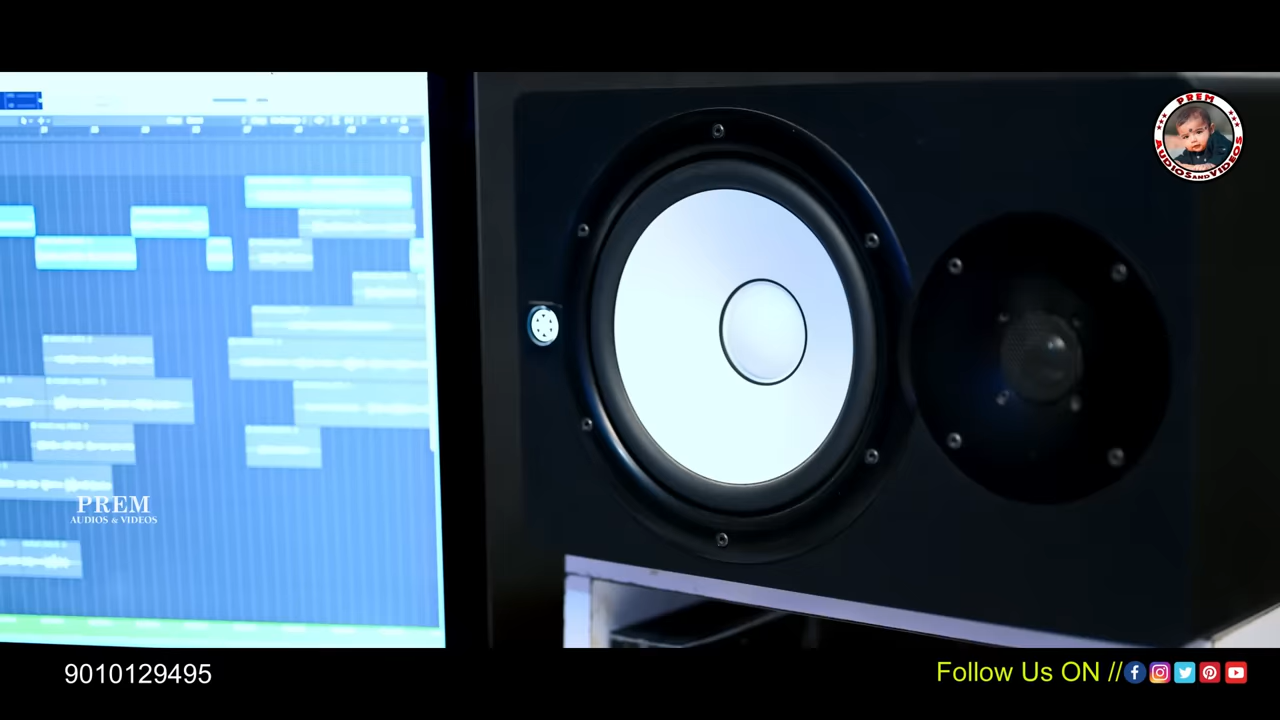 PREM
AUDIOS AND VIDEOS
PREM
AUDIOS & VIDEOS
9010129495
Follow Us ON //